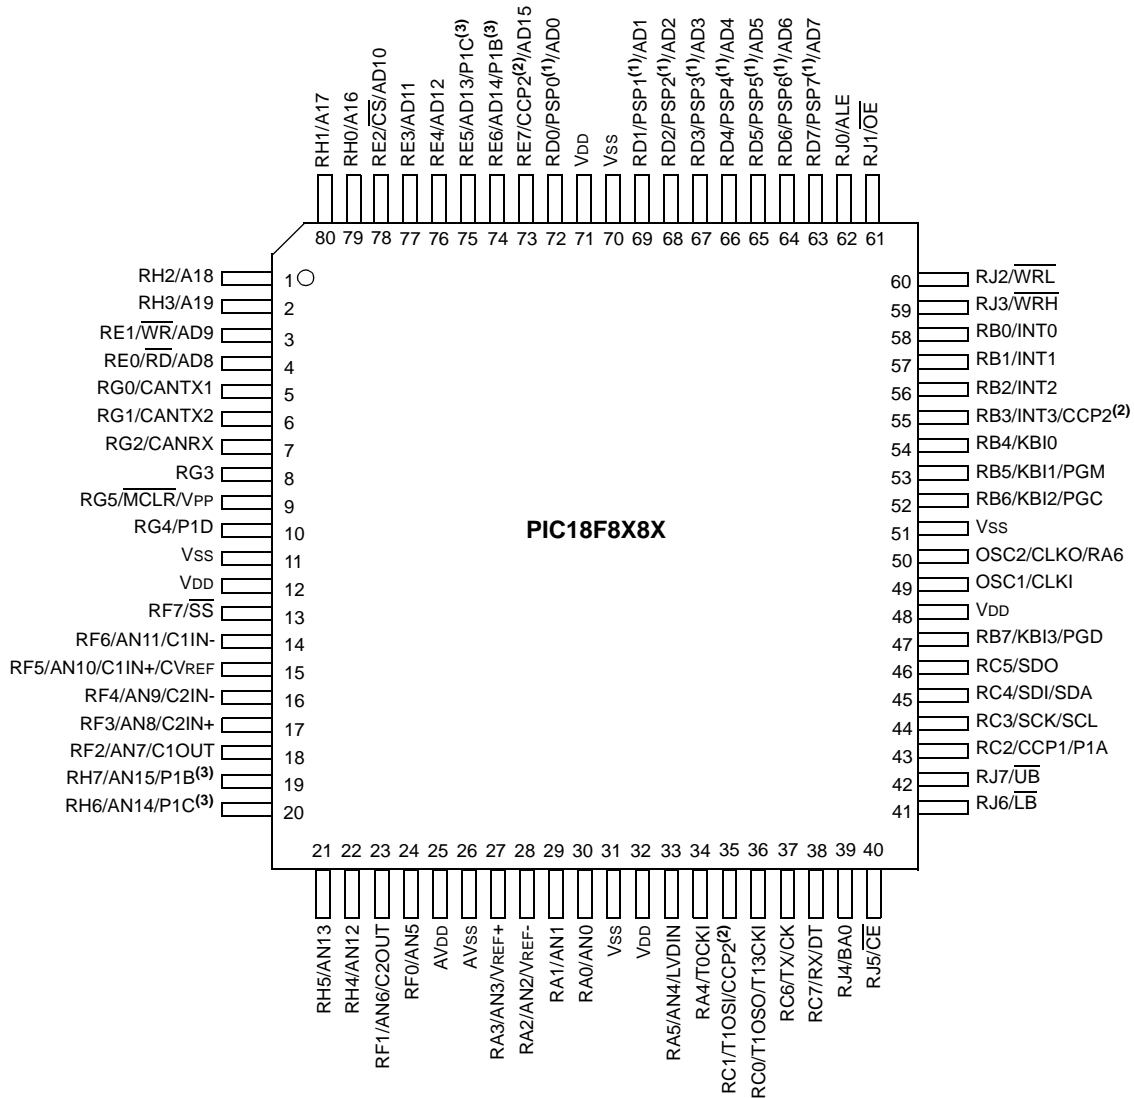 RH1/A17
RH0/A16
RE2/CS/AD10
RE3/AD11
RE4/AD12
RE5/AD13/P1C(3)
RE6/AD14/P1B(3)
RE7/CCP2(2)/AD15
RD0/PSP0(1)/AD0
VDD
VSS
RD1/PSP1(1)/AD1
RD2/PSP2(1)/AD2
RD3/PSP3(1)/AD3
RD4/PSP4(1)/AD4
RD5/PSP5(1)/AD5
RD6/PSP6(1)/AD6
RD7/PSP7(1)/AD7
RJ0/ALE
RJ1/OE
80 79 78 77 76 75 74 73 72 71 70 69 68 67 66 65 64 63 62 61
RH2/A18 1
RH3/A19 2
RE1/WR/AD9 3
RE0/RD/AD8 4
RG0/CANTX1 5
RG1/CANTX2 6
RG2/CANRX 7
RG3 8
RG5/MCLR/VPP 9
RG4/P1D 10
VSS 11
VDD 12
RF7/SS 13
RF6/AN11/C1IN- 14
RF5/AN10/C1IN+/CVREF 15
RF4/AN9/C2IN- 16
RF3/AN8/C2IN+ 17
RF2/AN7/C1OUT 18
RH7/AN15/P1B(3) 19
RH6/AN14/P1C(3) 20
PIC18F8X8X
60 RJ2/WRL
59 RJ3/WRH
58 RB0/INT0
57 RB1/INT1
56 RB2/INT2
55 RB3/INT3/CCP2(2)
54 RB4/KBI0
53 RB5/KBI1/PGM
52 RB6/KBI2/PGC
51 VSS
50 OSC2/CLKO/RA6
49 OSC1/CLKI
48 VDD
47 RB7/KBI3/PGD
46 RC5/SDO
45 RC4/SDI/SDA
44 RC3/SCK/SCL
43 RC2/CCP1/P1A
42 RJ7/UB
41 RJ6/LB
21 22 23 24 25 26 27 28 29 30 31 32 33 34 35 36 37 38 39 40
RH5/AN13
RH4/AN12
RF1/AN6/C2OUT
RF0/AN5
AVDD
AVSS
RA3/AN3/VREF+
RA2/AN2/VREF-
RA1/AN1
RA0/AN0
VSS
VDD
RA5/AN4/LVDIN
RA4/T0CKI
RC1/T1OSI/CCP2(2)
RC0/T1OSO/T13CKI
RC6/TX/CK
RC7/RX/DT
RJ4/BA0
RJ5/CE